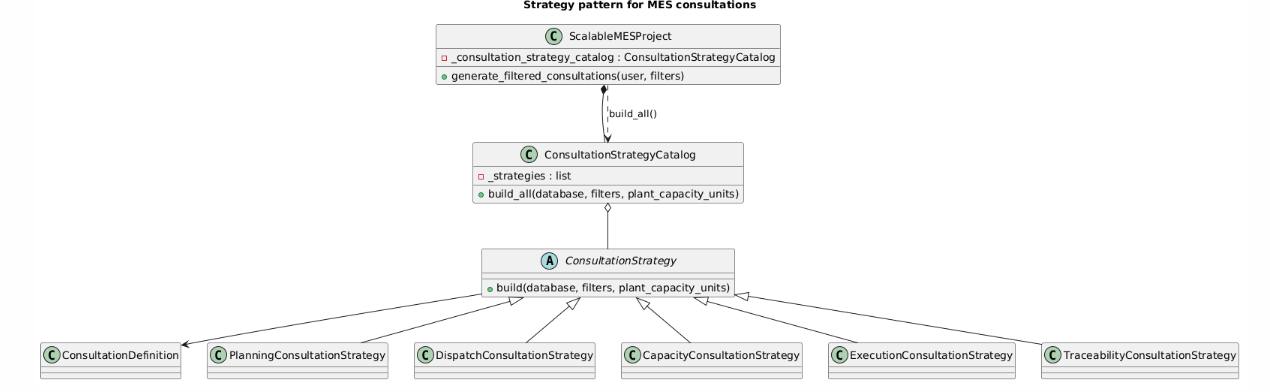 Strategy pattern for MES consultations
C ScalableMESProject
_consultation_strategy_catalog : ConsultationStrategyCatalog
generate_filtered_consultations(user, filters)
build_all()
C ConsultationStrategyCatalog
_strategies : list
build_all(database, filters, plant_capacity_units)
A ConsultationStrategy
build(database, filters, plant_capacity_units)
C ConsultationDefinition
C PlanningConsultationStrategy
C DispatchConsultationStrategy
C CapacityConsultationStrategy
C ExecutionConsultationStrategy
C TraceabilityConsultationStrategy